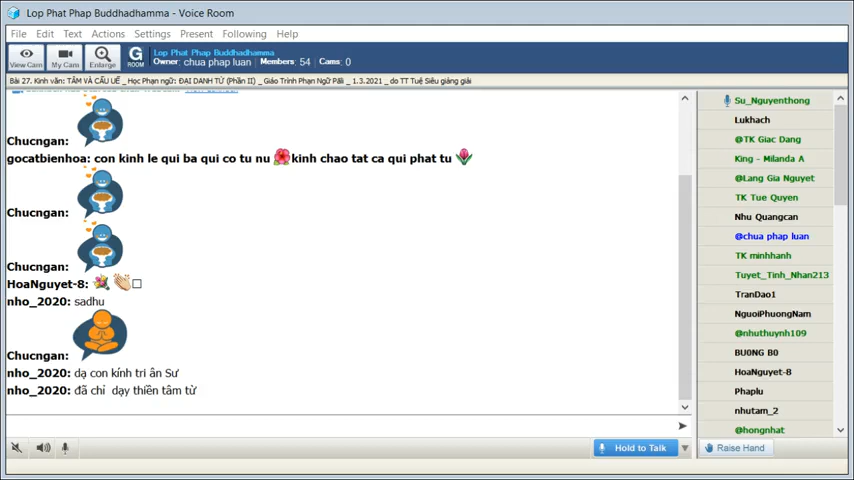 Lop Phat Phap Buddhadhamma - Voice Room
File Edit Text Actions Settings Present Following Help
View Cam My Cam Enlarge G ROOM
Lop Phat Phap Buddhadhamma
Owner: chua phap luan Members: 54 Cams: 0
Bài 27. Kinh văn: TÂM VÀ CẤU UẾ _ Học Phạn ngữ: ĐẠI DANH TỪ (Phần II) _ Giáo Trình Phạn Ngữ Pāli _ 1.3.2021 _ do TT Tuệ Siêu giảng giải
Chucngan:
gocatbienhoa: con kinh le qui ba qui co tu nu kinh chao tat ca qui phat tu
Chucngan:
Chucngan:
HoaNguyet-8:
nho_2020: sadhu
Chucngan:
nho_2020: dạ con kính tri ân Sư
nho_2020: đã chỉ dạy thiền tâm từ
Hold to Talk
Su_Nguyenthong
Lukhach
@TK Giac Dang
King - Milanda A
@Lang Gia Nguyet
TK Tue Quyen
Nhu Quangcan
@chua phap luan
TK minhhanh
Tuyet_Tinh_Nhan213
TranDao1
NguoiPhuongNam
@nhuthuynh109
BU0NG B0
HoaNguyet-8
Phaplu
nhutam_2
@hongnhat
Raise Hand